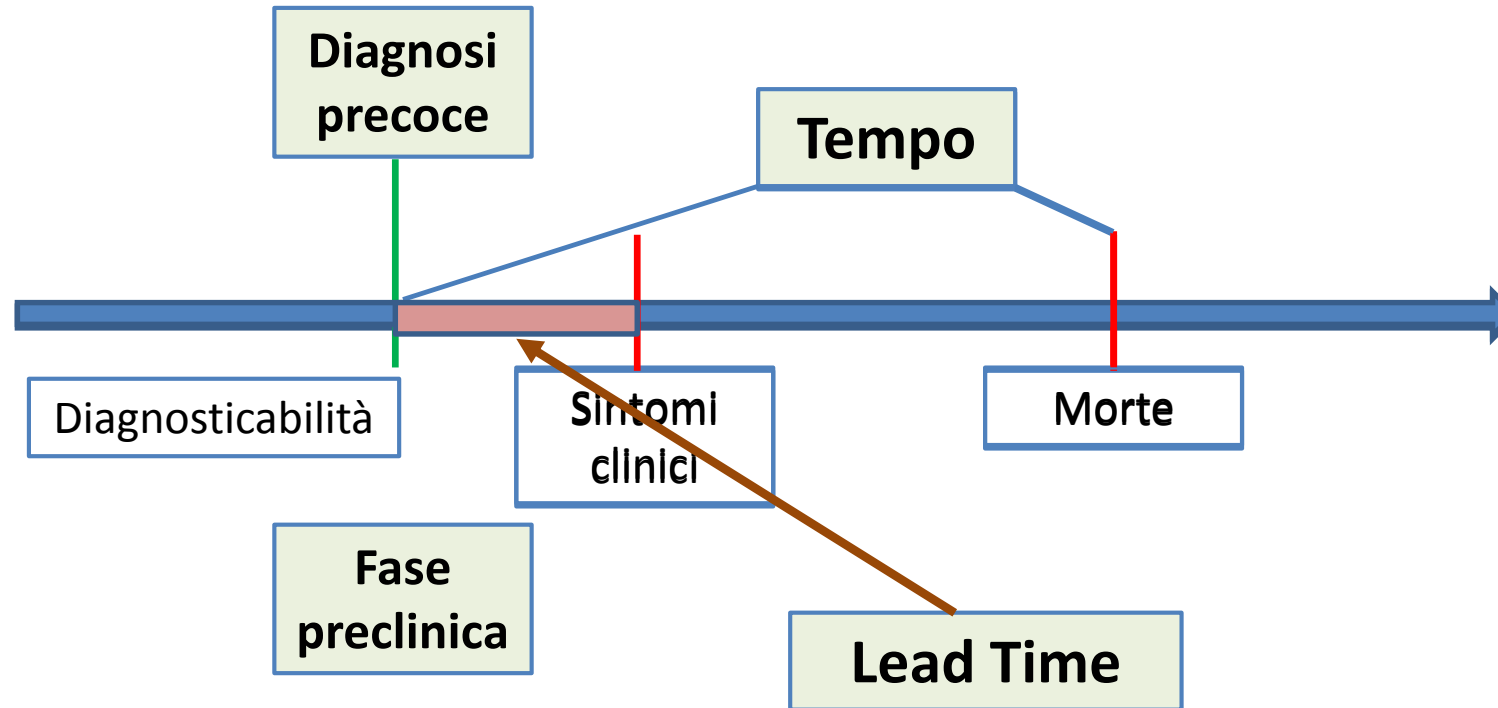 Diagnosi
precoce
Tempo
Diagnosticabilità
Sintomi
clinici
Morte
Fase
preclinica
Lead Time